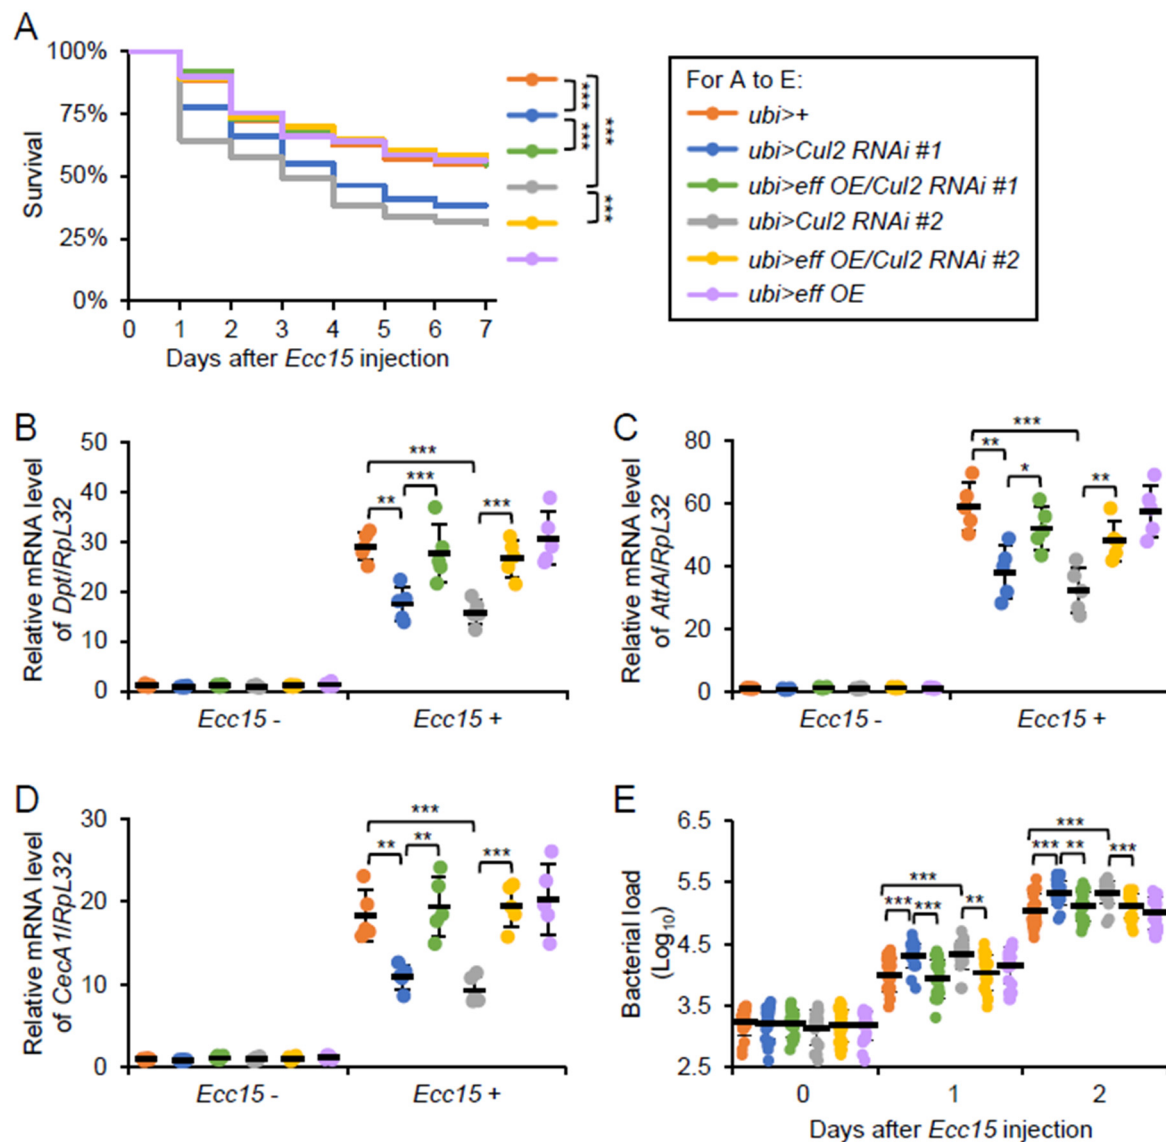 A
100%
75%
50%
25%
0%
Survival
0 1 2 3 4 5 6 7
Days after Ecc15 injection
***
***
***
***
For A to E:
ubi>+
ubi>Cul2 RNAi #1
ubi>eff OE/Cul2 RNAi #1
ubi>Cul2 RNAi #2
ubi>eff OE/Cul2 RNAi #2
ubi>eff OE
B
Relative mRNA level
of Dpt/RpL32
50
40
30
20
10
0
***
** *** ***
Ecc15 - Ecc15 +
C
Relative mRNA level
of AttA/RpL32
80
60
40
20
0
***
** * **
Ecc15 - Ecc15 +
D
Relative mRNA level
of CecA1/RpL32
30
20
10
0
***
** ** ***
Ecc15 - Ecc15 +
E
Bacterial load
(Log10)
6.5
5.5
4.5
3.5
2.5
***
*** *** **
***
*** ** ***
0 1 2
Days after Ecc15 injection